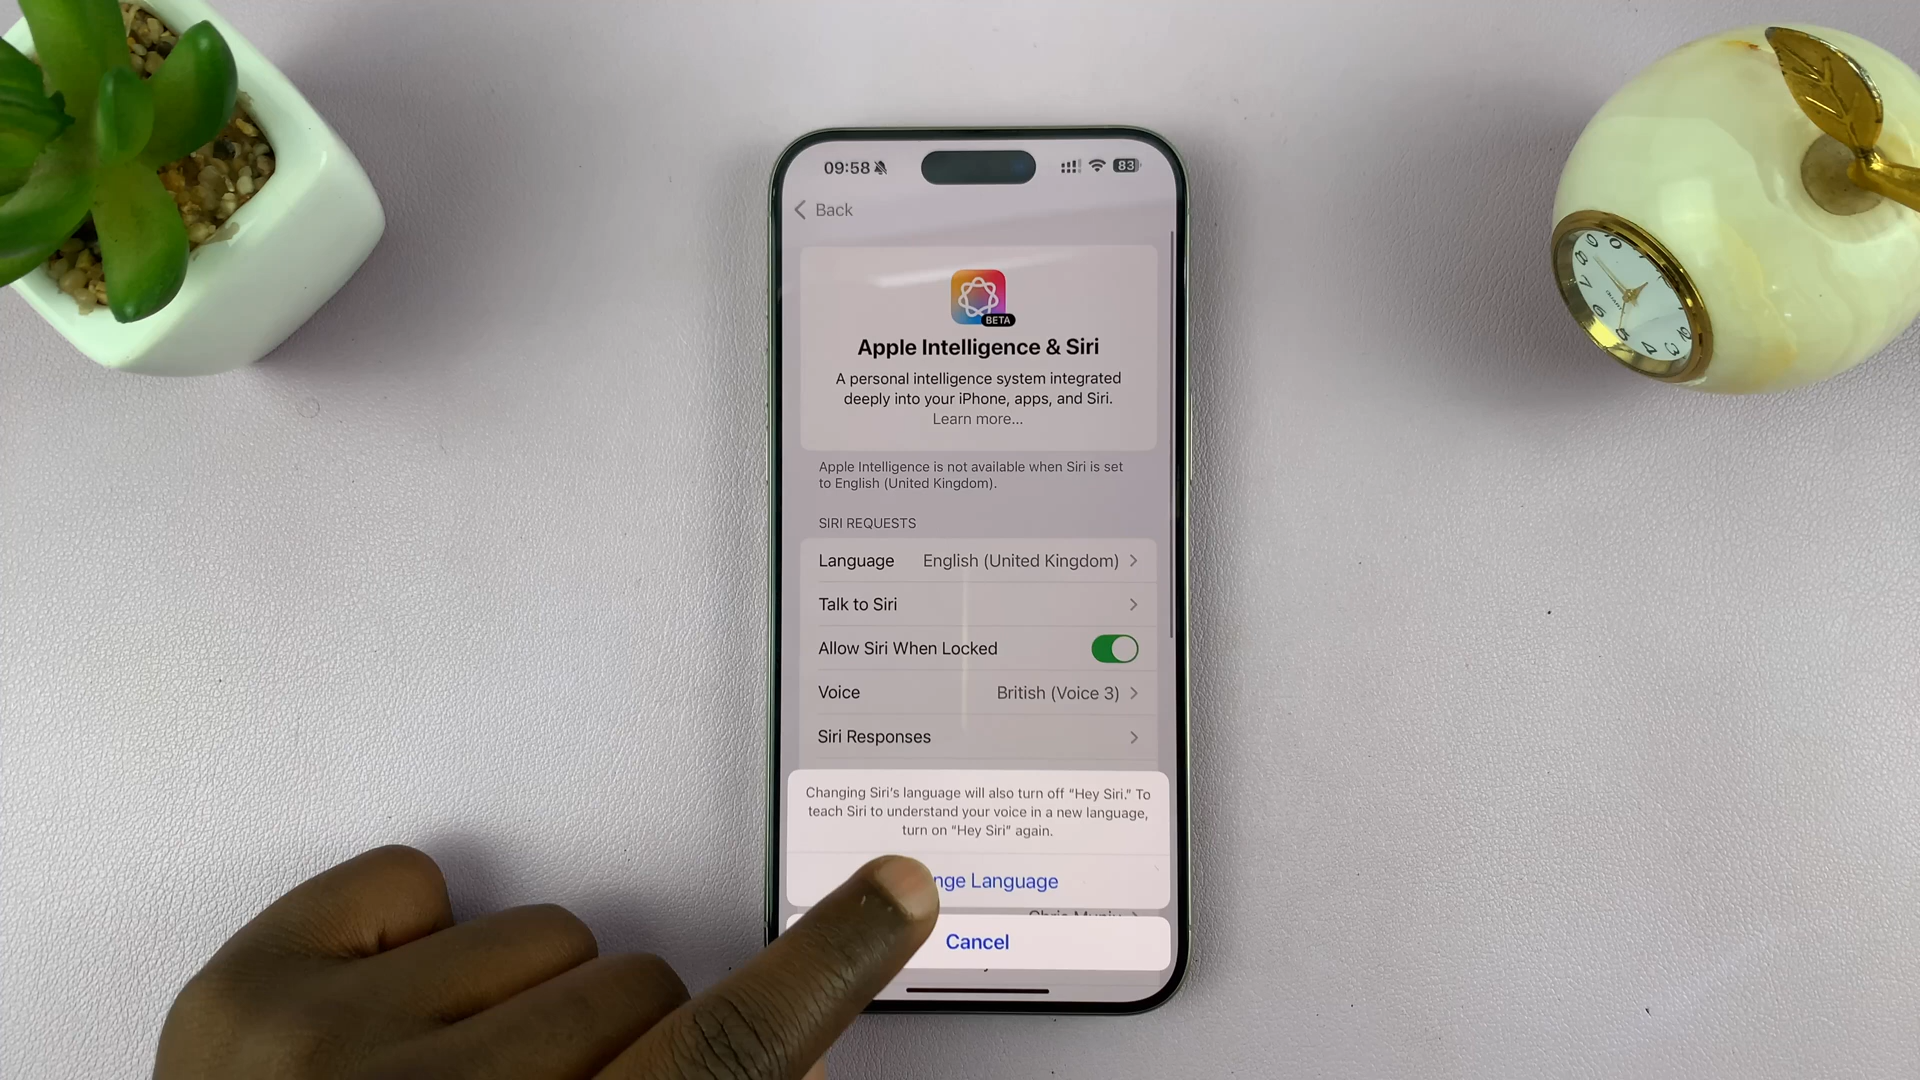 09:58
83
Back
BETA
Apple Intelligence & Siri
A personal intelligence system integrated
deeply into your iPhone, apps, and Siri.
Learn more...
Apple Intelligence is not available when Siri is set
to English (United Kingdom).
SIRI REQUESTS
Language English (United Kingdom)
Talk to Siri
Allow Siri When Locked
Voice British (Voice 3)
Siri Responses
Changing Siri's language will also turn off “Hey Siri.” To
teach Siri to understand your voice in a new language,
turn on “Hey Siri” again.
nge Language
Cancel